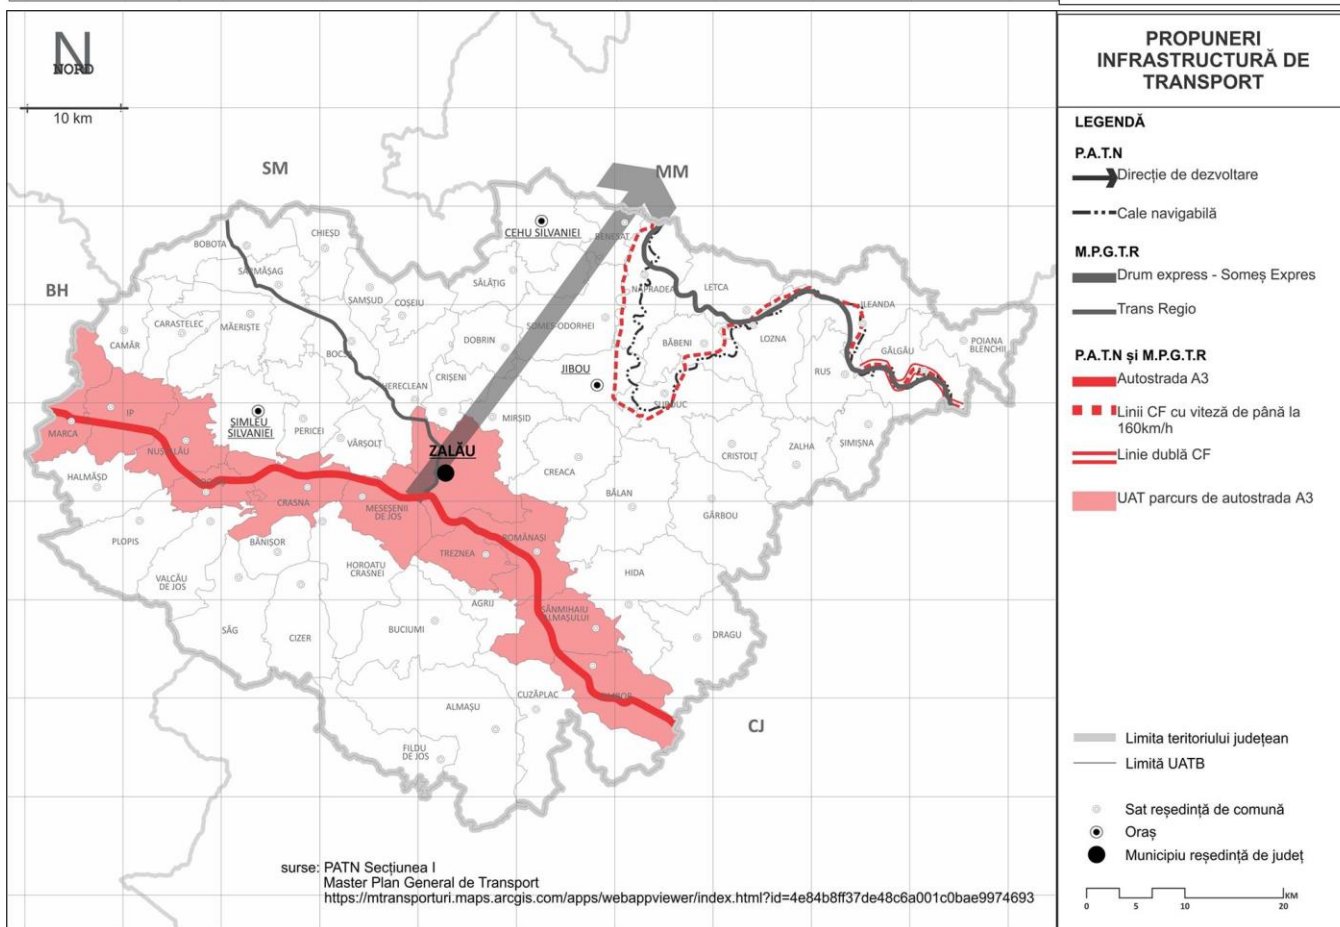 N
NORD
10 km
SM
MM
BH
CJ
CEHU SILVANIEI
BENESAT
BOBOTA
CHIEȘD
SĂRMĂȘAG
SĂLĂȚIG
NĂPRADEA
LETCA
ILEANDA
SAMȘUD
COȘEIU
CARASTELEC
MĂERIȘTE
SOMEȘ-ODORHEI
CAMĂR
DOBRIN
BĂBENI
LOZNA
GÂLGĂU
POIANA
BLENCHII
BOCȘA
RUS
JIBOU
CRIȘENI
HERECLEAN
SURDUC
IP
MIRȘID
MARCA
ȘIMLEU
SILVANIEI
PERICEI
VÂRȘOLT
ZALĂU
NUȘFALĂU
CRISTOLȚ
ZALHA
ȘIMIȘNA
CREACA
HALMĂȘD
BĂLAN
CRASNA
MESEȘENII
DE JOS
GÂRBOU
PLOPIȘ
BĂNIȘOR
TREZNEA
ROMÂNAȘI
HOROATU
CRASNEI
HIDA
VALCĂU
DE JOS
AGRIJ
SÂNMIHAIU
ALMAȘULUI
ȘĂG
CIZER
BUCIUMI
DRAGU
CUZĂPLAC
ALMAȘU
FILDU
DE JOS
surse: PATN Secțiunea I
Master Plan General de Transport
https://mtransporturi.maps.arcgis.com/apps/webappviewer/index.html?id=4e84b8ff37de48c6a001c0bae9974693
PROPUNERI
INFRASTRUCTURĂ DE
TRANSPORT
LEGENDĂ
P.A.T.N
Direcție de dezvoltare
Cale navigabilă
M.P.G.T.R
Drum express - Someș Expres
Trans Regio
P.A.T.N și M.P.G.T.R
Autostrada A3
Linii CF cu viteză de până la
160km/h
Linie dublă CF
UAT parcurs de autostrada A3
Limita teritoriului județean
Limită UATB
Sat reședință de comună
Oraș
Municipiu reședință de județ
KM
0 5 10 20